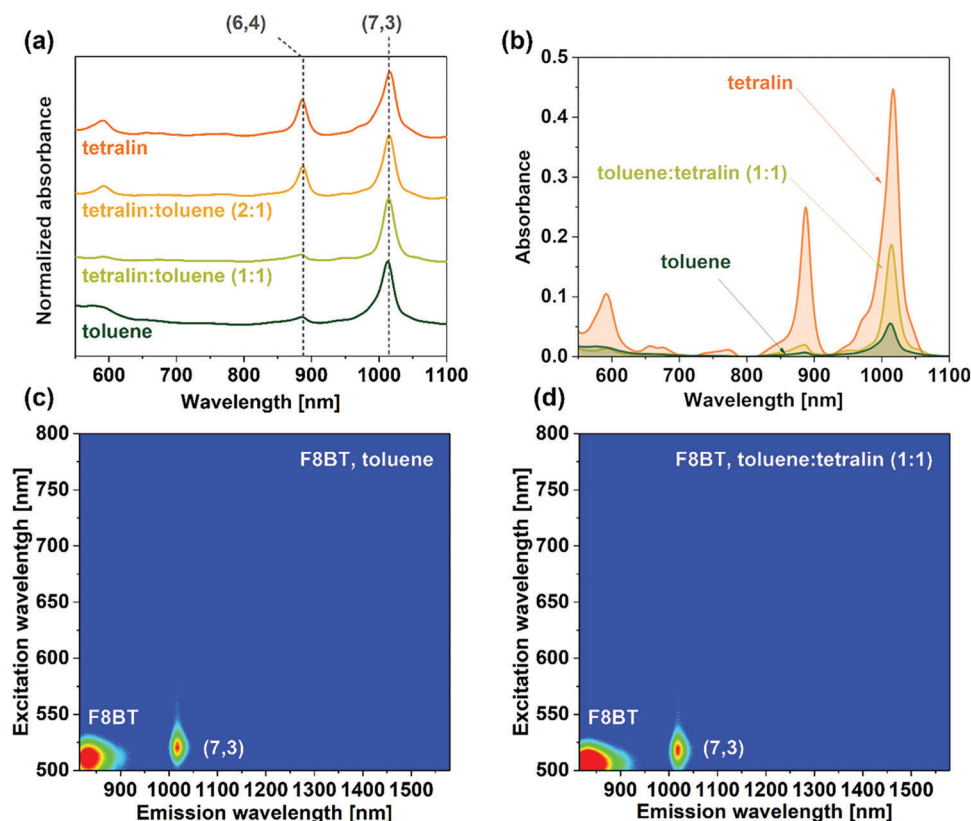 (a)
(6,4)
(7,3)
Normalized absorbance
tetralin
tetralin:toluene (2:1)
tetralin:toluene (1:1)
toluene
600 700 800 900 1000 1100
Wavelength [nm]
(b)
Absorbance
0.5
0.4
0.3
0.2
0.1
0.0
tetralin
toluene:tetralin (1:1)
toluene
600 700 800 900 1000 1100
Wavelength [nm]
(c)
Excitation wavelentgh [nm]
800
750
700
650
600
550
500
F8BT, toluene
F8BT
(7,3)
900 1000 1100 1200 1300 1400 1500
Emission wavelength [nm]
(d)
Excitation wavelength [nm]
800
750
700
650
600
550
500
F8BT, toluene:tetralin (1:1)
F8BT
(7,3)
900 1000 1100 1200 1300 1400 1500
Emission wavelength [nm]